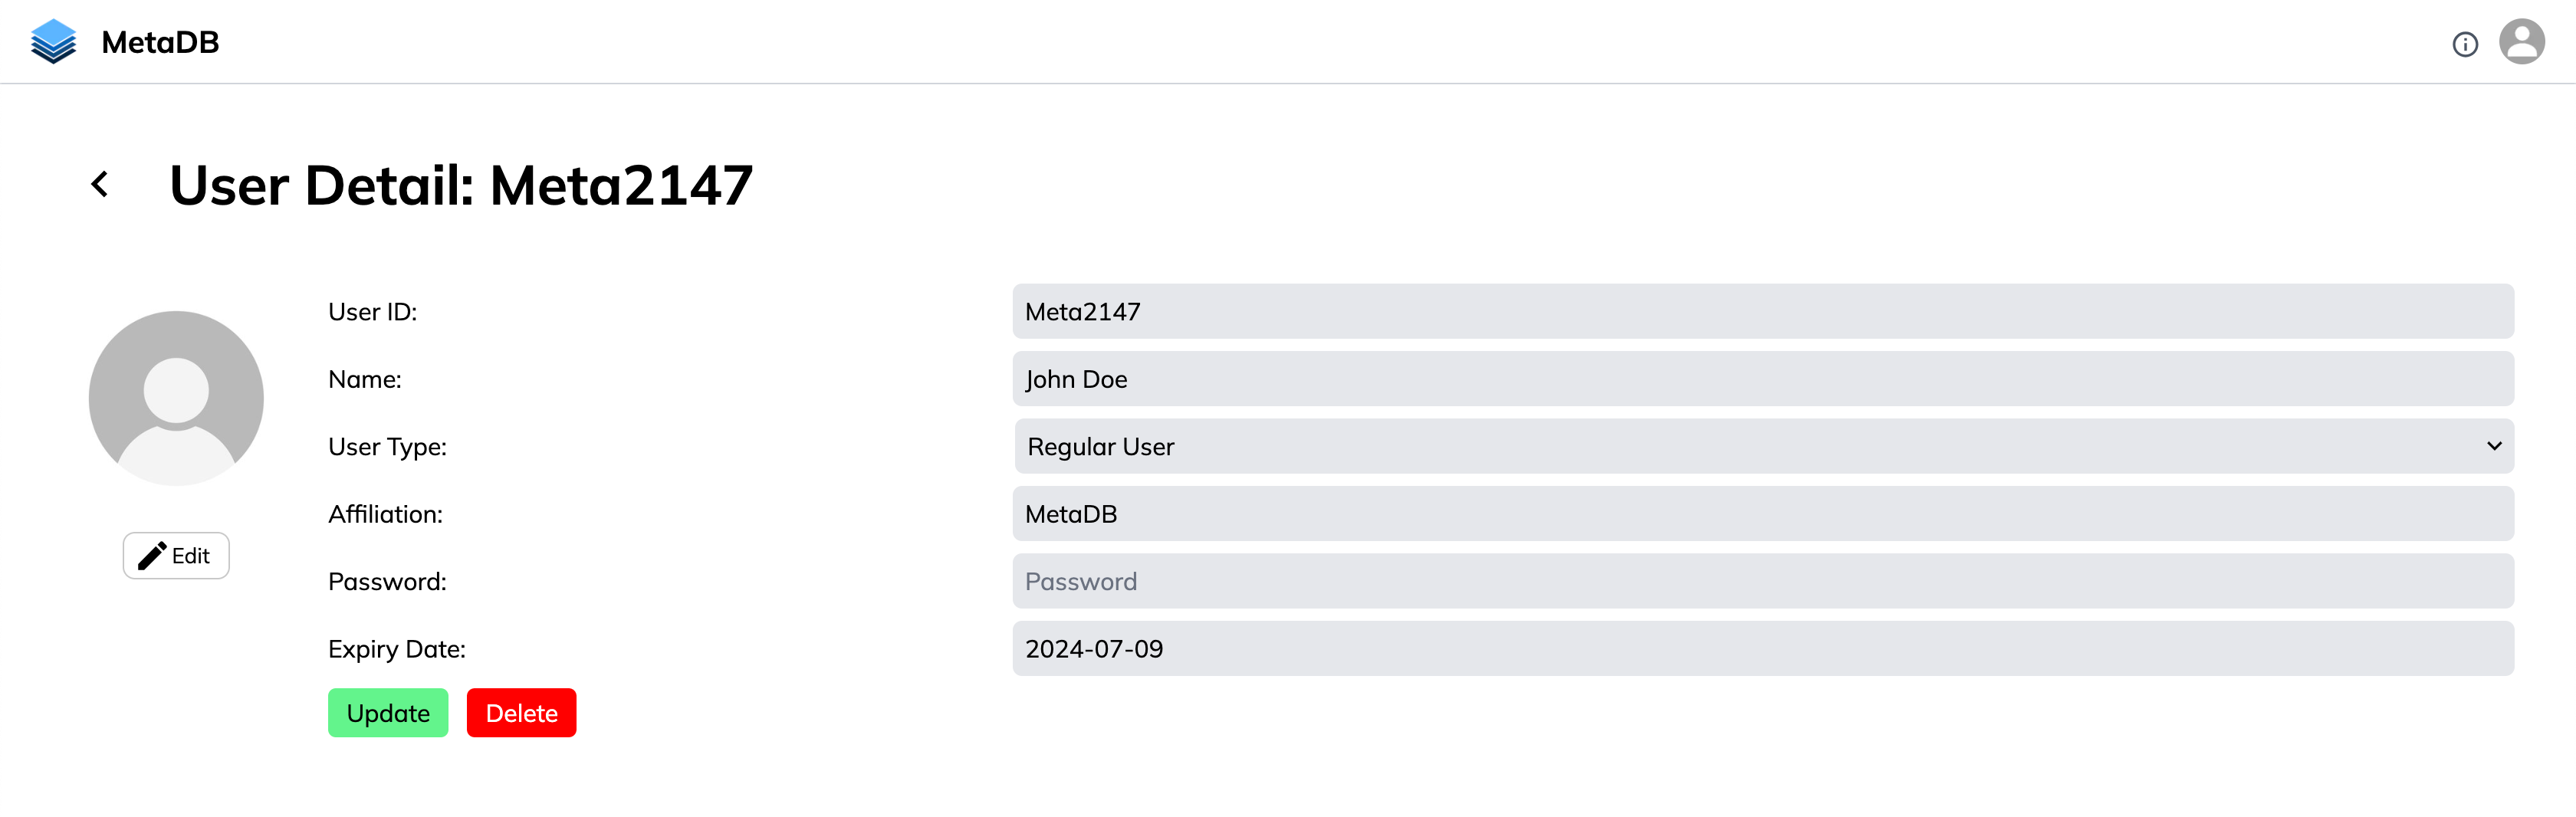 MetaDB
User Detail: Meta2147
User ID: Meta2147
Name: John Doe
User Type: Regular User
Affiliation: MetaDB
Password: Password
Expiry Date: 2024-07-09
Edit
Update Delete